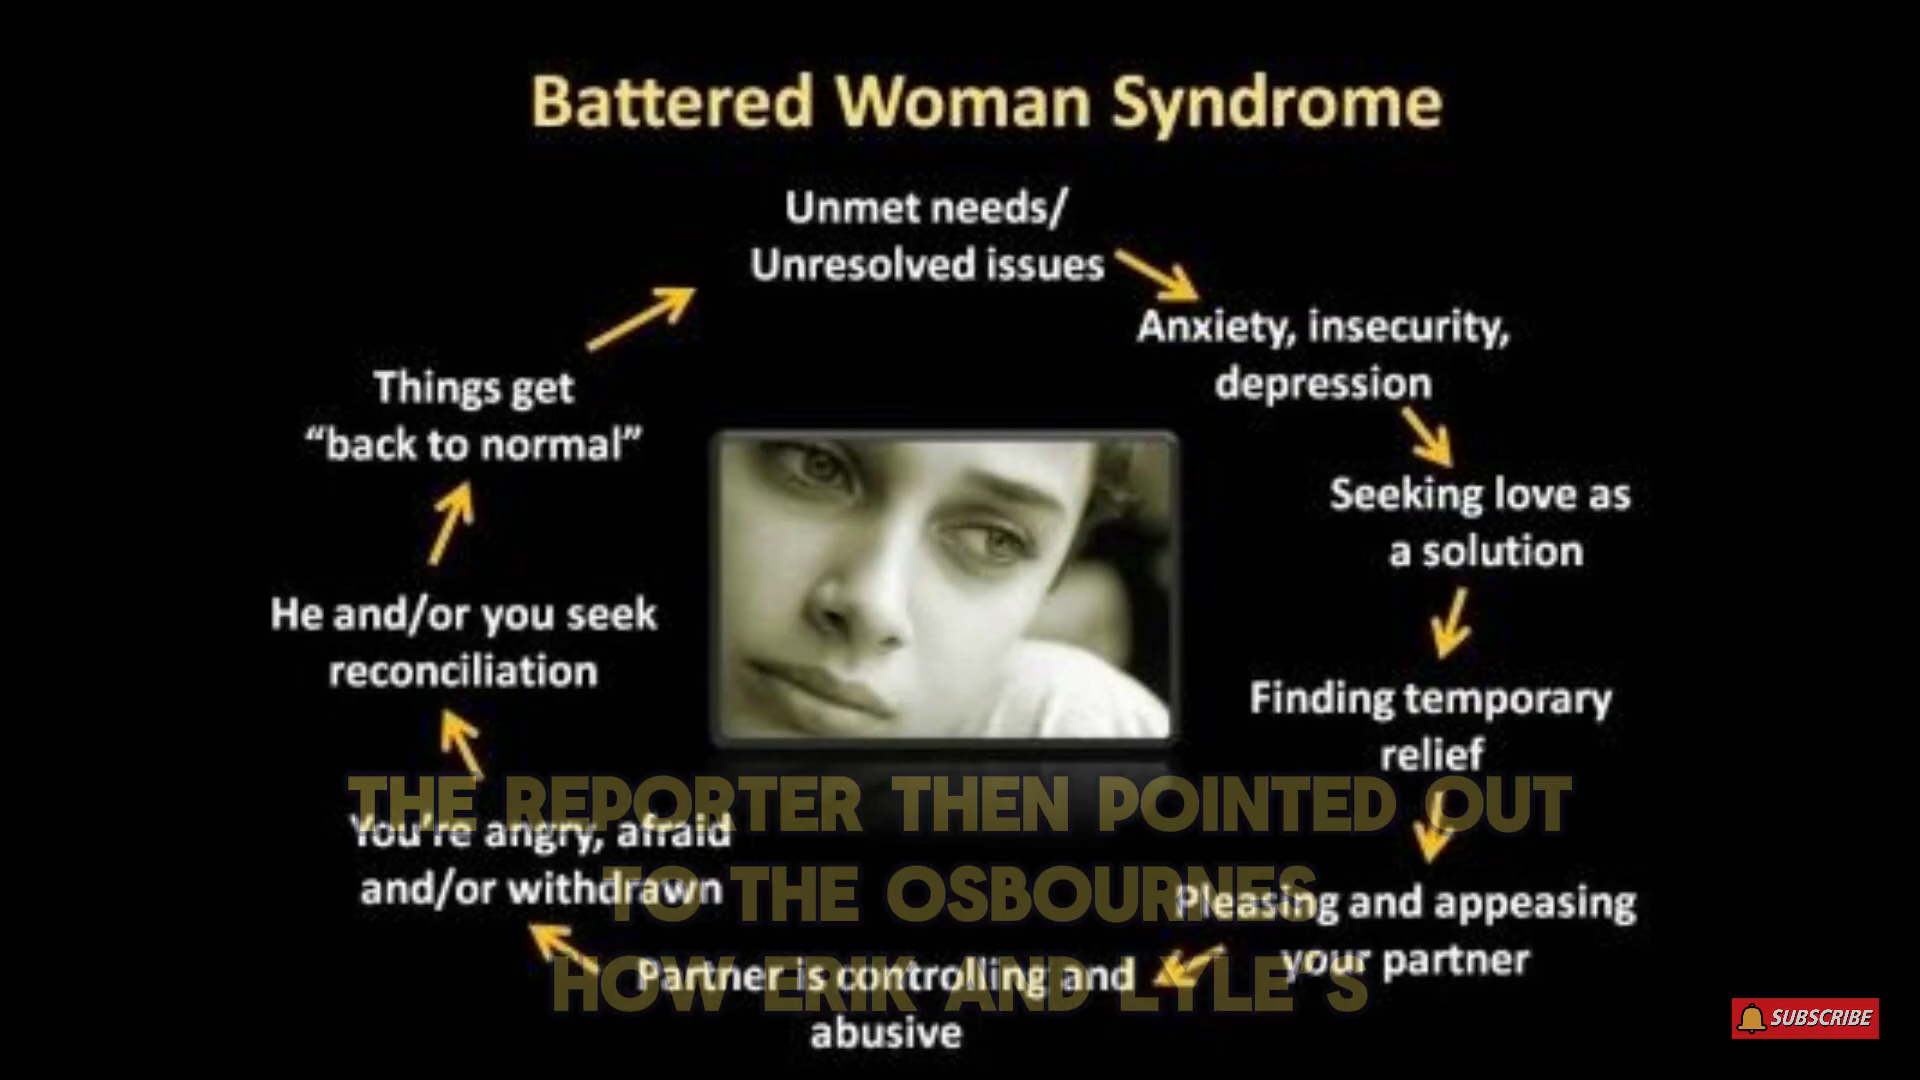 Battered Woman Syndrome
Unmet needs/
Unresolved issues
Anxiety, insecurity,
depression
Seeking love as
a solution
Finding temporary
relief
Pleasing and appeasing
your partner
Partner is controlling and
abusive
You're angry, afraid
and/or withdrawn
He and/or you seek
reconciliation
Things get
“back to normal”
THE REPORTER THEN POINTED OUT
TO THE OSBOURNES
HOW ERIK AND LYLE'S
SUBSCRIBE